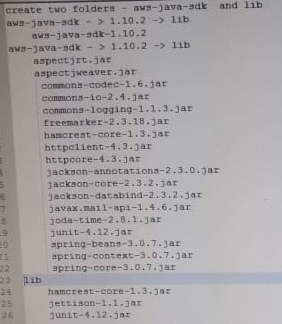 create two folders - aws-java-sdk and lib
aws-java-sdk - > 1.10.2 -> lib
aws-java-sdk-1.10.2
aws-java-sdk - > 1.10.2 -> lib
aspectjrt.jar
aspectjweaver.jar
commons-codec-1.6.jar
commons-io-2.4.jar
commons-logging-1.1.3.jar
freemarker-2.3.18.jar
hamcrest-core-1.3.jar
httpclient-4.3.jar
httpcore-4.3.jar
jackson-annotations-2.3.0.jar
jackson-core-2.3.2.jar
jackson-databind-2.3.2.jar
javax.mail-api-1.4.6.jar
joda-time-2.8.1.jar
junit-4.12.jar
20 spring-beans-3.0.7.jar
21 spring-context-3.0.7.jar
22 spring-core-3.0.7.jar
23 lib
24 hamcrest-core-1.3.jar
25 jettison-1.1.jar
26 junit-4.12.jar